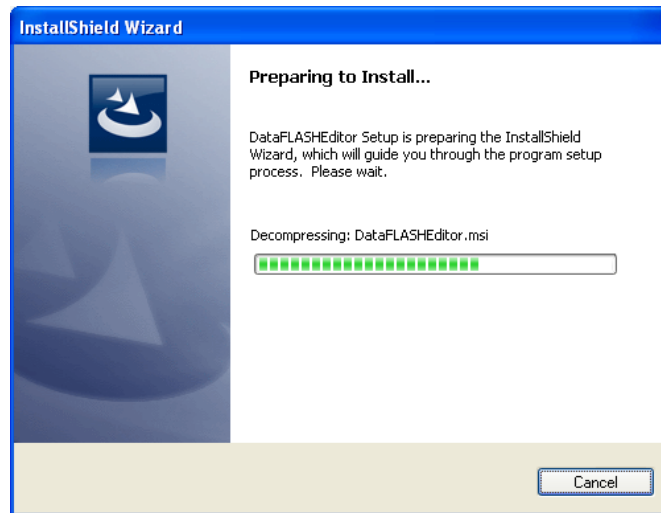 InstallShield Wizard
Preparing to Install...
DataFLASHEditor Setup is preparing the InstallShield
Wizard, which will guide you through the program setup
process.  Please wait.
Decompressing: DataFLASHEditor.msi
Cancel